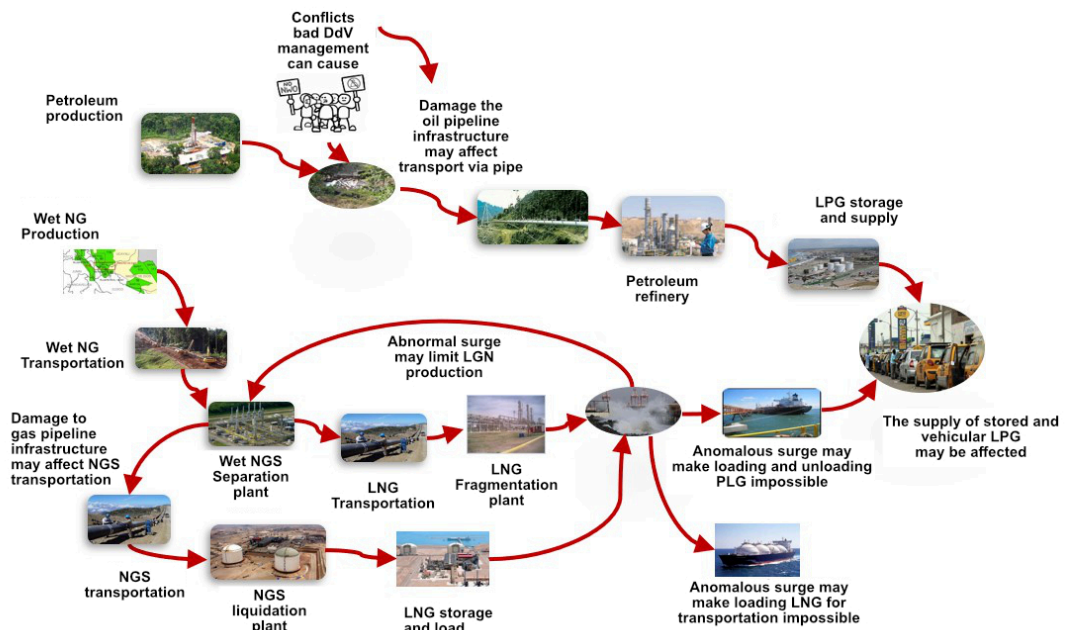 Conflicts
bad DdV
management
can cause
NO
NWO
Petroleum
production
Damage the
oil pipeline
infrastructure
may affect
transport via pipe
LPG storage
and supply
Petroleum
refinery
Wet NG
Production
Wet NG
Transportation
Abnormal surge
may limit LGN
production
Damage to
gas pipeline
infrastructure
may affect NGS
transportation
Wet NGS
Separation
plant
LNG
Transportation
LNG
Fragmentation
plant
Anomalous surge may
make loading and unloading
PLG impossible
The supply of stored and
vehicular LPG
may be affected
NGS
transportation
NGS
liquidation
plant
LNG storage
and load
Anomalous surge may
make loading LNG for
transportation impossible